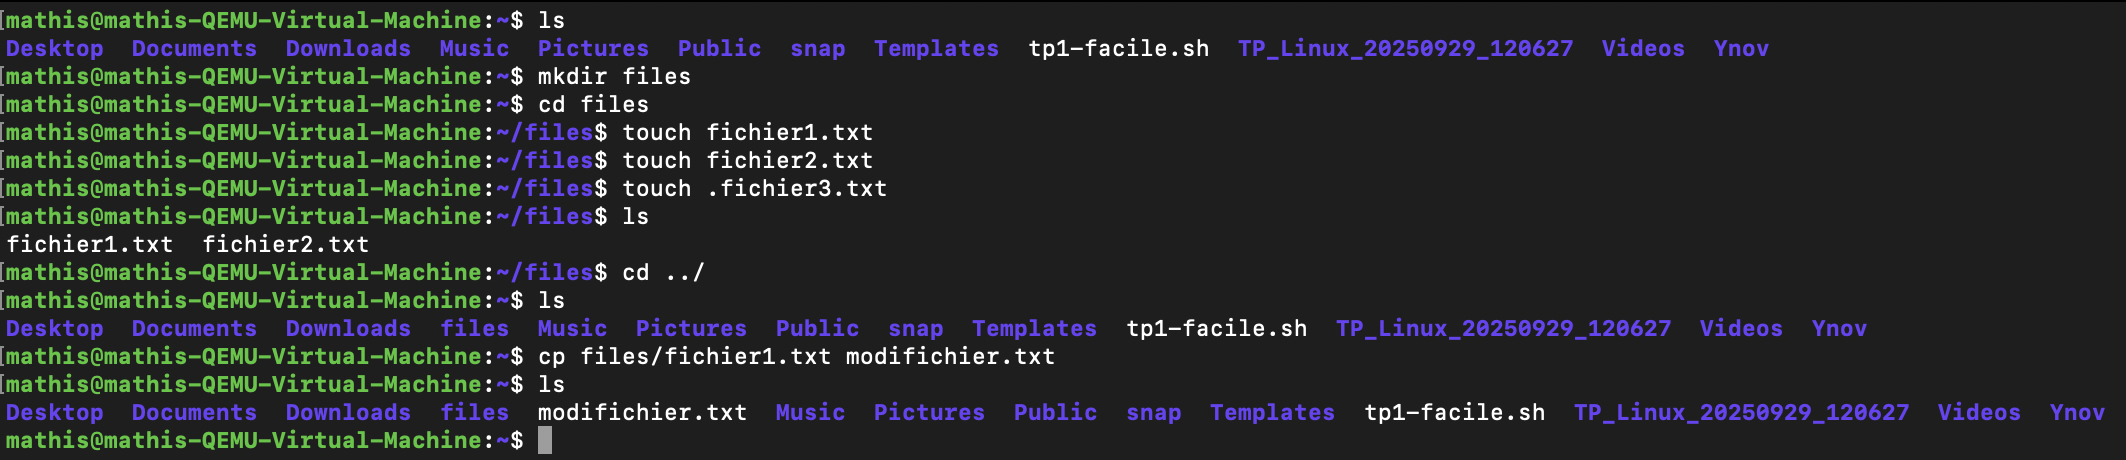 mathis@mathis-QEMU-Virtual-Machine:~$ ls
Desktop  Documents  Downloads  Music  Pictures  Public  snap  Templates  tp1-facile.sh  TP_Linux_20250929_120627  Videos  Ynov
mathis@mathis-QEMU-Virtual-Machine:~$ mkdir files
mathis@mathis-QEMU-Virtual-Machine:~$ cd files
mathis@mathis-QEMU-Virtual-Machine:~/files$ touch fichier1.txt
mathis@mathis-QEMU-Virtual-Machine:~/files$ touch fichier2.txt
mathis@mathis-QEMU-Virtual-Machine:~/files$ touch .fichier3.txt
mathis@mathis-QEMU-Virtual-Machine:~/files$ ls
fichier1.txt  fichier2.txt
mathis@mathis-QEMU-Virtual-Machine:~/files$ cd ../
mathis@mathis-QEMU-Virtual-Machine:~$ ls
Desktop  Documents  Downloads  files  Music  Pictures  Public  snap  Templates  tp1-facile.sh  TP_Linux_20250929_120627  Videos  Ynov
mathis@mathis-QEMU-Virtual-Machine:~$ cp files/fichier1.txt modifichier.txt
mathis@mathis-QEMU-Virtual-Machine:~$ ls
Desktop  Documents  Downloads  files  modifichier.txt  Music  Pictures  Public  snap  Templates  tp1-facile.sh  TP_Linux_20250929_120627  Videos  Ynov
mathis@mathis-QEMU-Virtual-Machine:~$